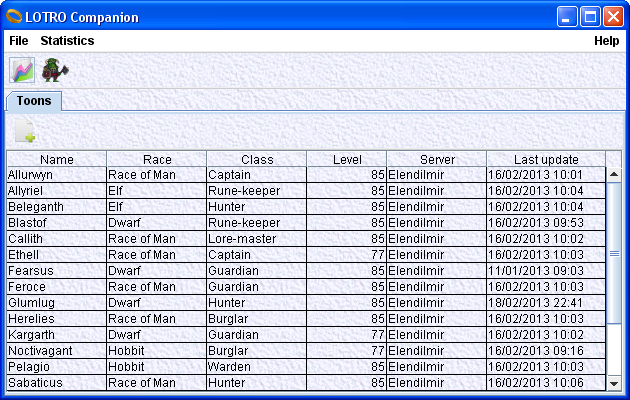 LOTRO Companion
File Statistics Help
Toons
Name Race Class Level Server Last update
Allurwyn Race of Man Captain 85 Elendilmir 16/02/2013 10:01
Allyriel Elf Rune-keeper 85 Elendilmir 16/02/2013 10:04
Beleganth Elf Hunter 85 Elendilmir 16/02/2013 10:04
Blastof Dwarf Rune-keeper 85 Elendilmir 16/02/2013 09:53
Callith Race of Man Lore-master 85 Elendilmir 16/02/2013 10:02
Ethell Race of Man Captain 77 Elendilmir 16/02/2013 10:03
Fearsus Dwarf Guardian 85 Elendilmir 11/01/2013 09:03
Feroce Race of Man Guardian 85 Elendilmir 16/02/2013 10:03
Glumlug Dwarf Hunter 85 Elendilmir 18/02/2013 22:41
Herelies Race of Man Burglar 85 Elendilmir 16/02/2013 10:03
Kargarth Dwarf Guardian 77 Elendilmir 16/02/2013 10:02
Noctivagant Hobbit Burglar 77 Elendilmir 16/02/2013 09:16
Pelagio Hobbit Warden 85 Elendilmir 16/02/2013 10:03
Sabaticus Race of Man Hunter 85 Elendilmir 16/02/2013 10:06